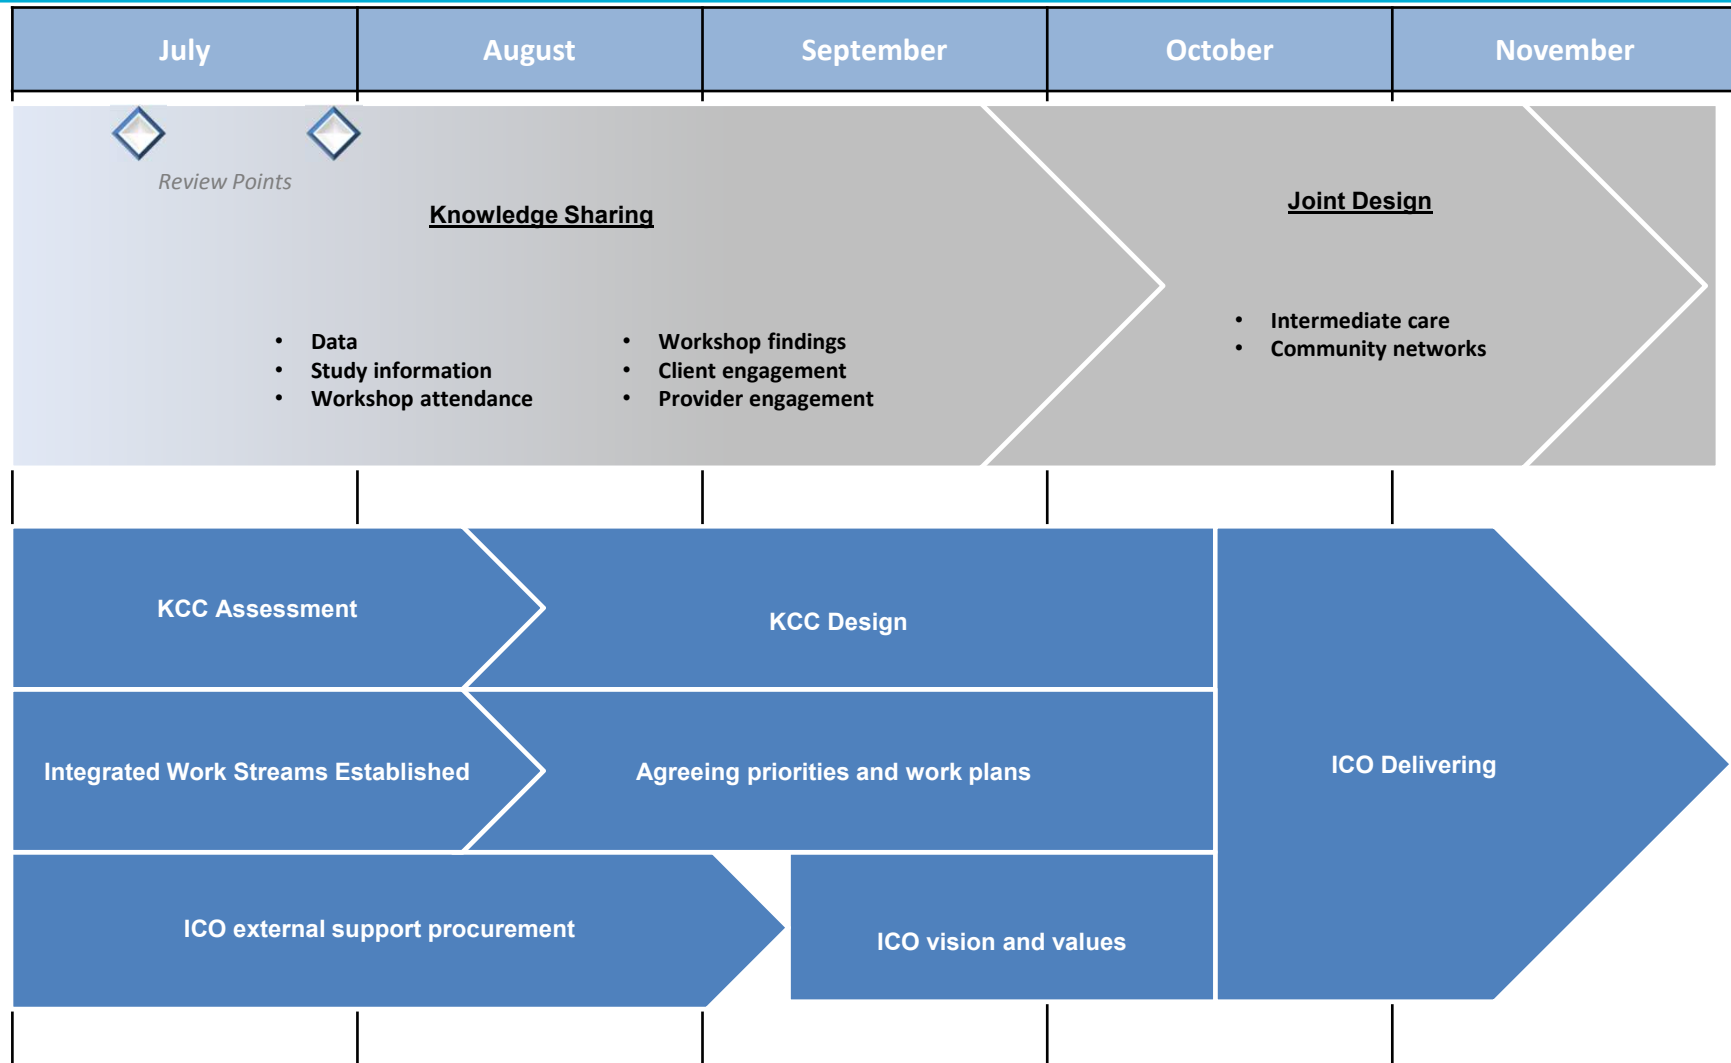 July
August
September
October
November
Review Points
Knowledge Sharing
• Data
• Study information
• Workshop attendance
• Workshop findings
• Client engagement
• Provider engagement
Joint Design
• Intermediate care
• Community networks
KCC Assessment
KCC Design
Integrated Work Streams Established
Agreeing priorities and work plans
ICO Delivering
ICO external support procurement
ICO vision and values